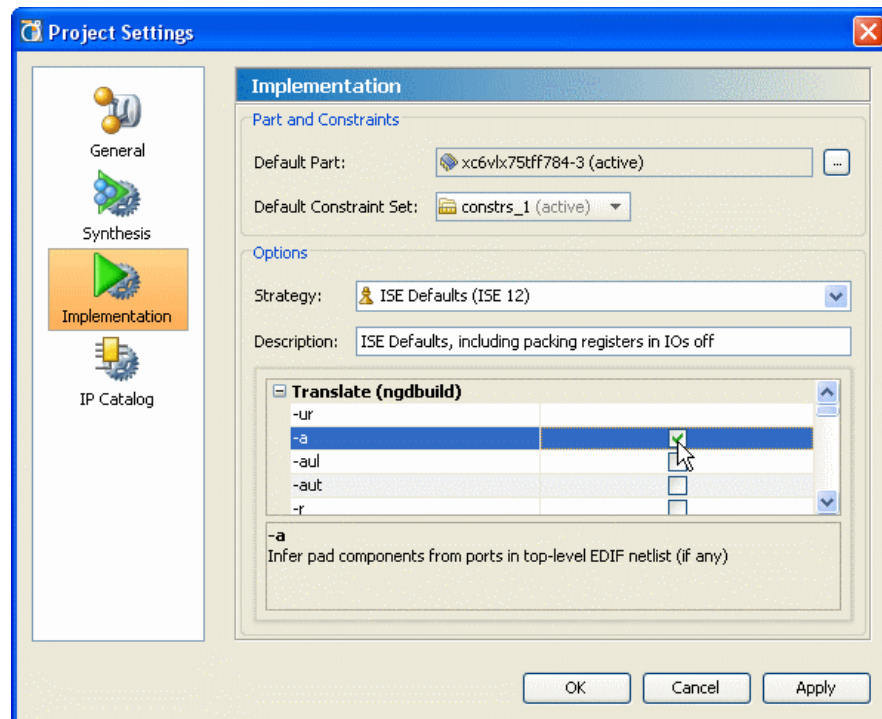 Project Settings
General
Synthesis
Implementation
IP Catalog
Implementation
Part and Constraints
Default Part: xc6vlx75tff784-3 (active) ...
Default Constraint Set: constrs_1 (active)
Options
Strategy: ISE Defaults (ISE 12)
Description: ISE Defaults, including packing registers in IOs off
Translate (ngdbuild)
-ur
-a
-aul
-aut
-r
-a
Infer pad components from ports in top-level EDIF netlist (if any)
OK Cancel Apply